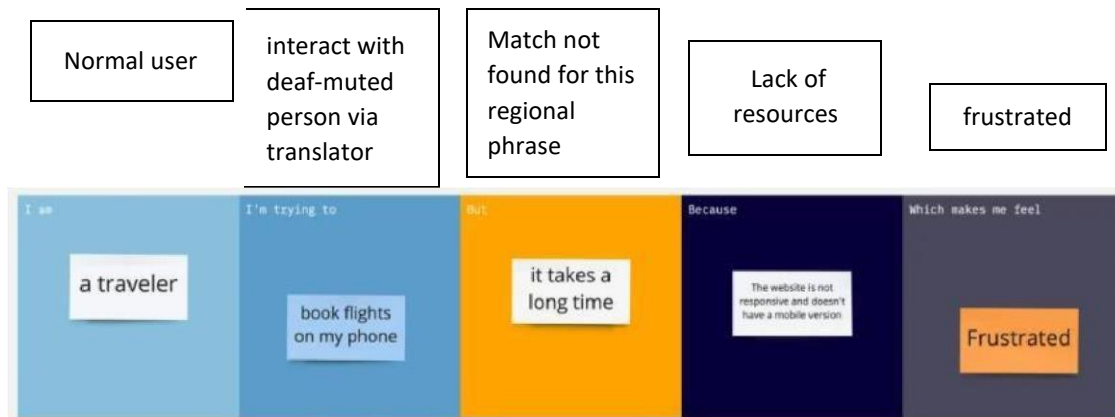 Normal user
interact with
deaf-muted
person via
translator
Match not
found for this
regional
phrase
Lack of
resources
frustrated
I am
I'm trying to
But
Because
Which makes me feel
a traveler
book flights
on my phone
it takes a
long time
The website is not
responsive and doesn't
have a mobile version
Frustrated